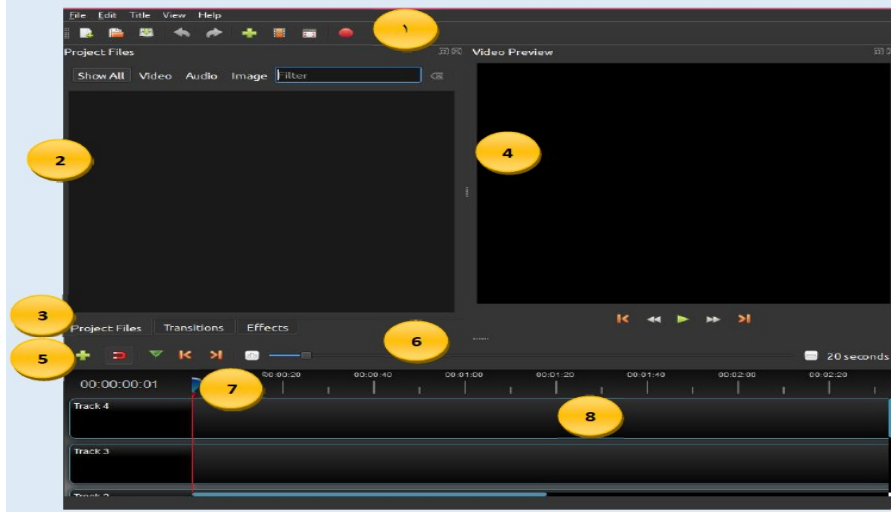 File Edit Title View Help
١
Project Files
Video Preview
Show All Video Audio Image Filter
2
4
3
Project Files Transitions Effects
6
5
20 seconds
00:00:00:01
7
00:00:20 00:00:40 00:01:00 00:01:20 00:01:40 00:02:00 00:02:20
Track 4
8
Track 3
Track 2